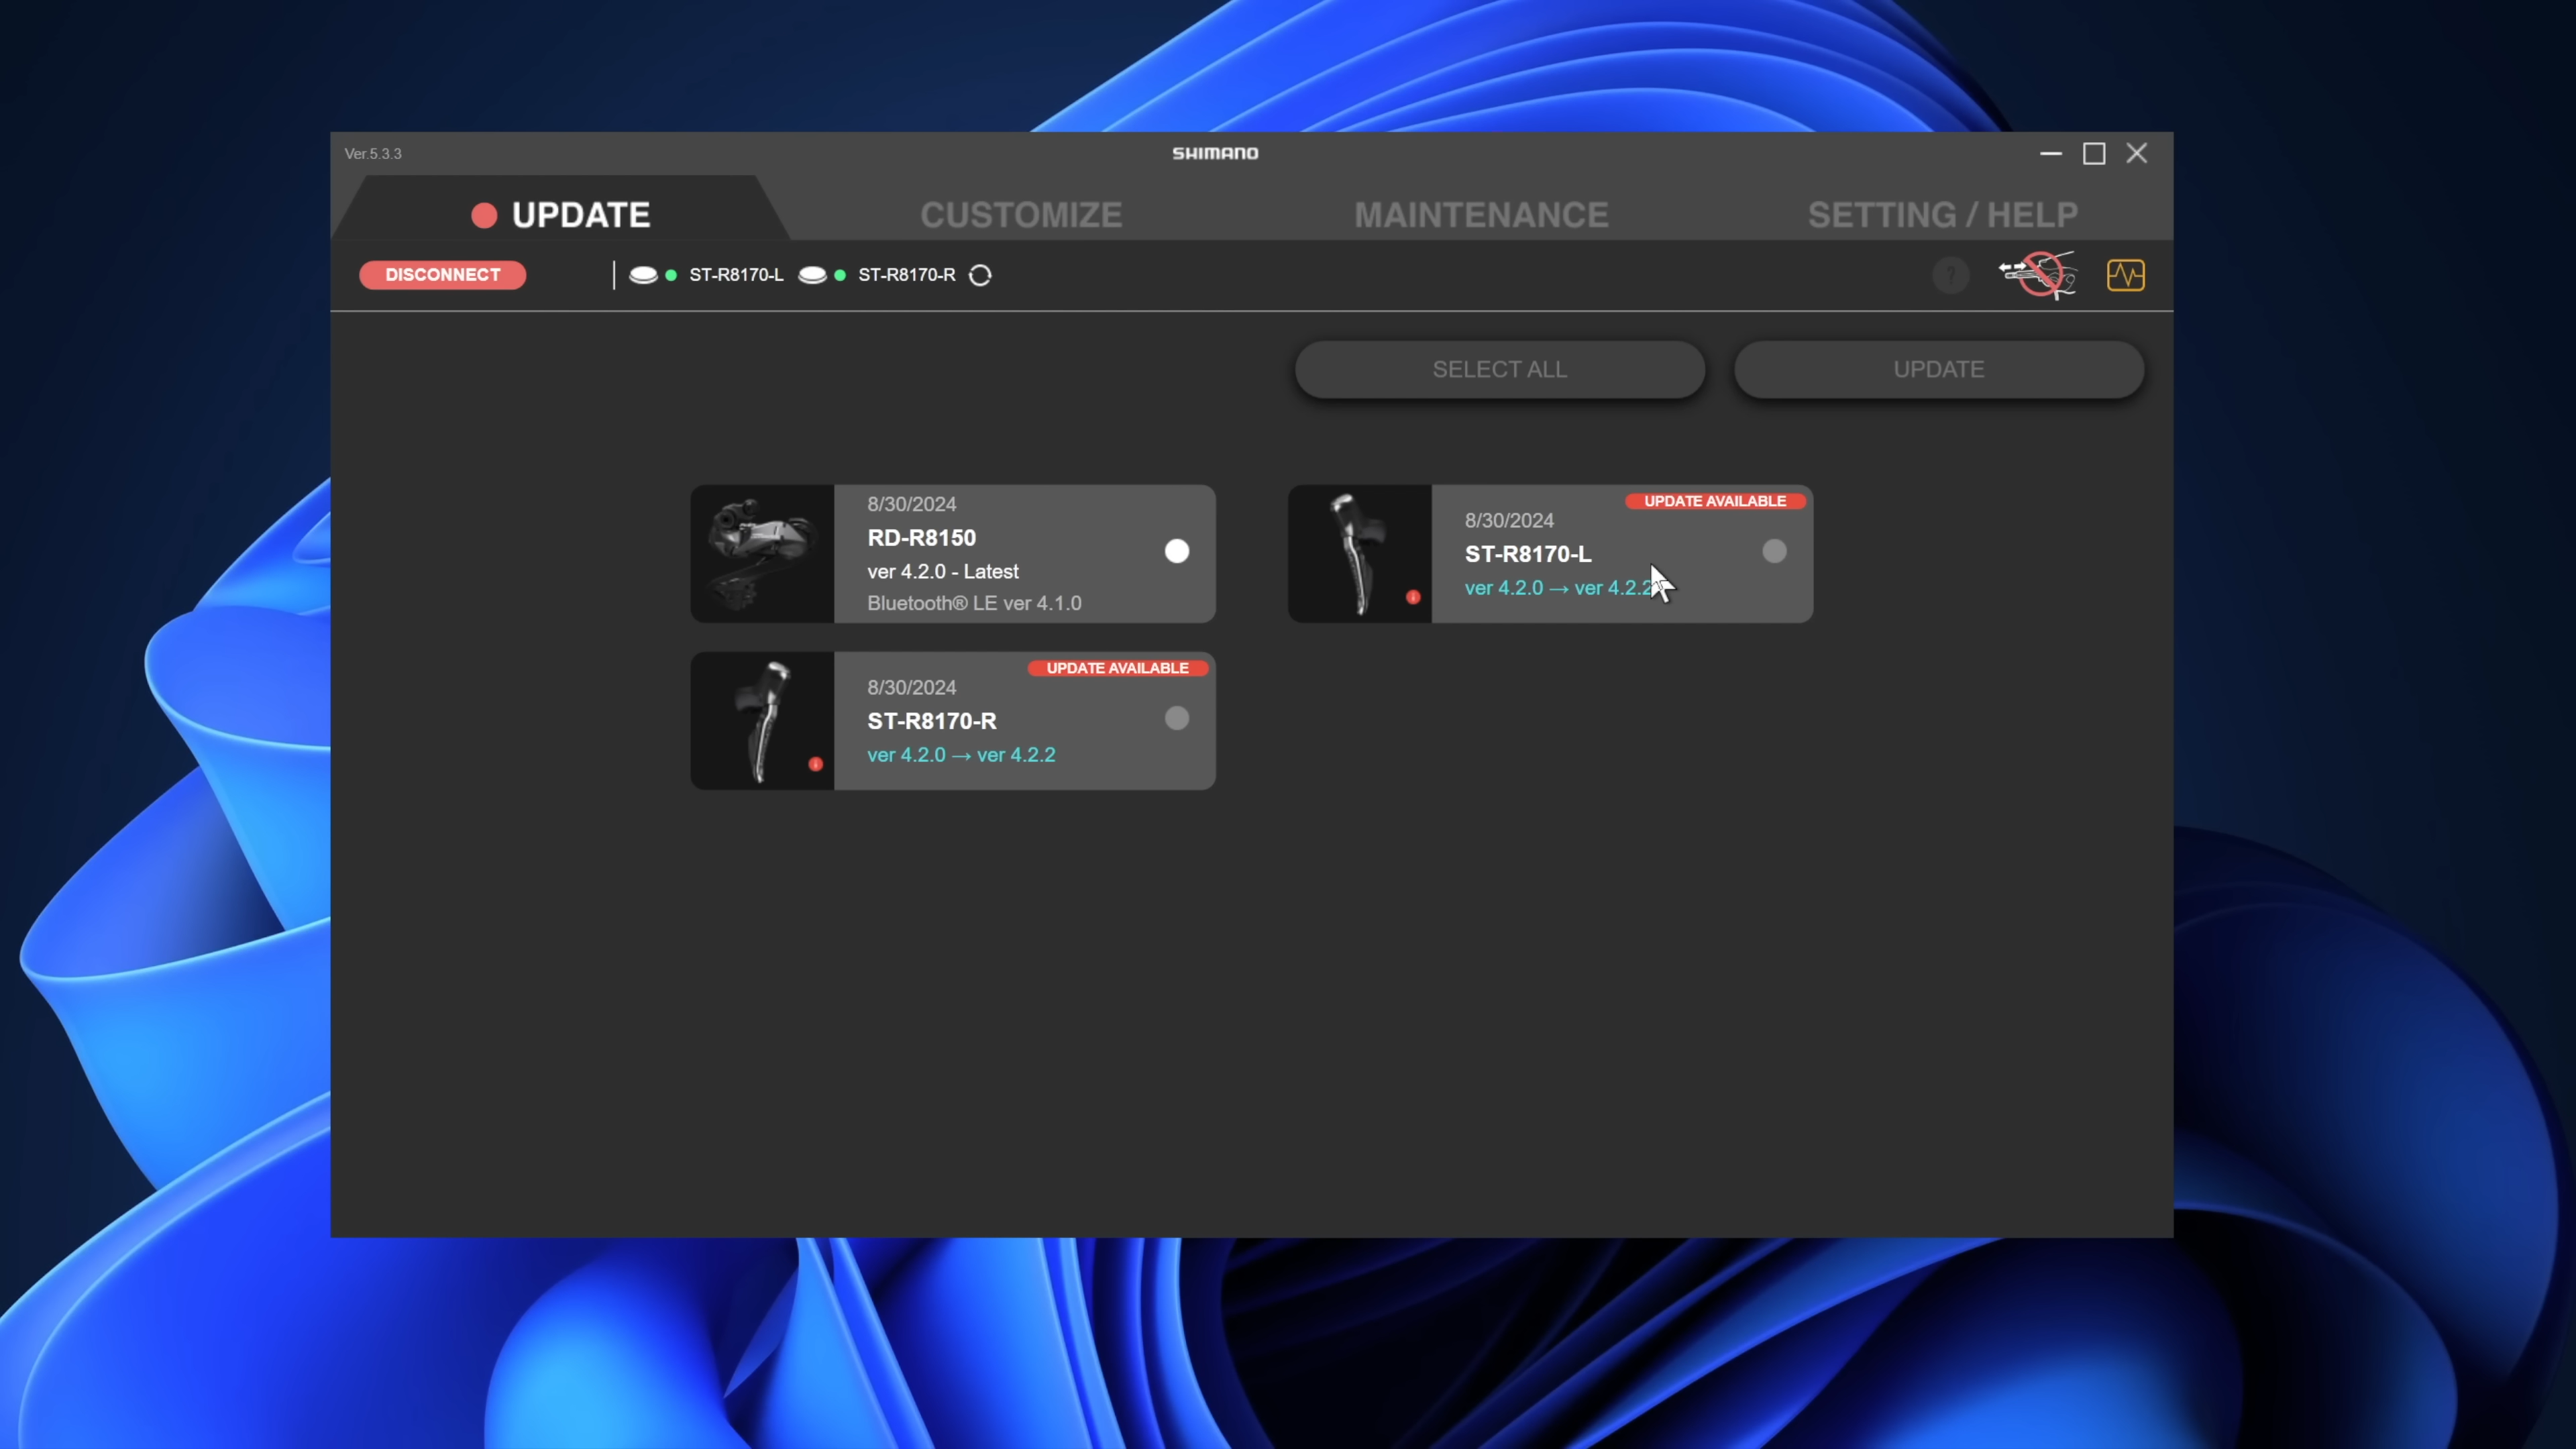 Ver.5.3.3
SHIMANO
UPDATE
CUSTOMIZE
MAINTENANCE
SETTING / HELP
DISCONNECT
ST-R8170-L
ST-R8170-R
?
SELECT ALL
UPDATE
8/30/2024
RD-R8150
ver 4.2.0 - Latest
Bluetooth® LE ver 4.1.0
UPDATE AVAILABLE
8/30/2024
ST-R8170-L
ver 4.2.0 → ver 4.2.2
UPDATE AVAILABLE
8/30/2024
ST-R8170-R
ver 4.2.0 → ver 4.2.2